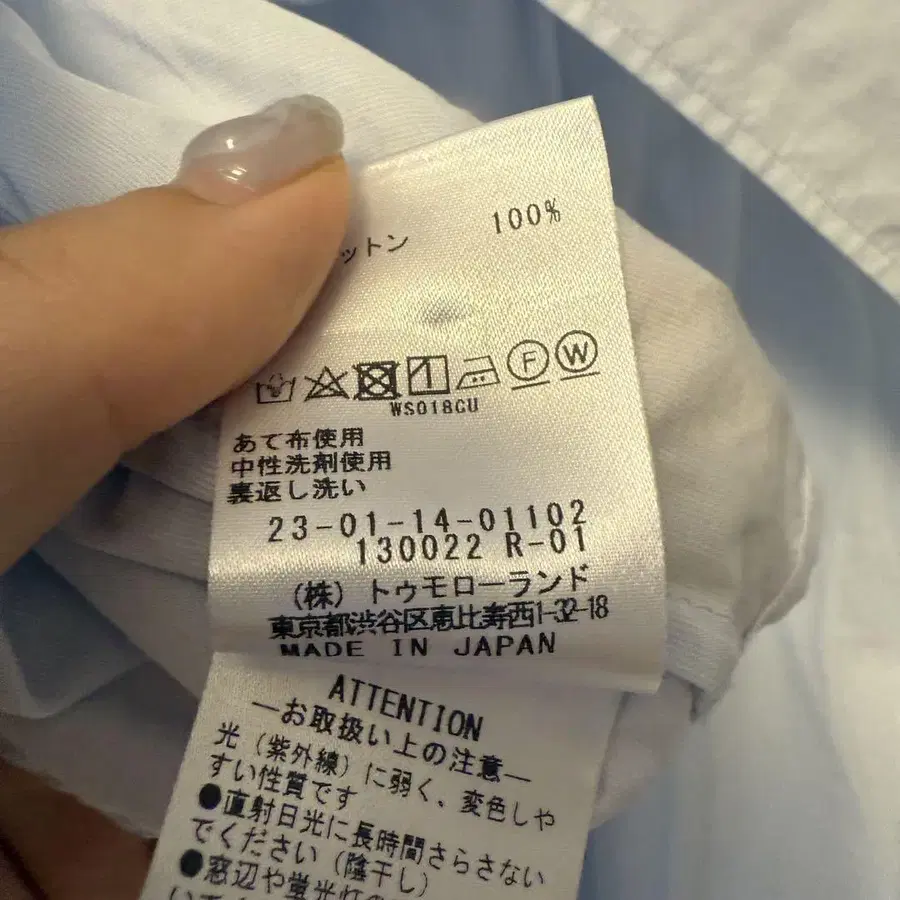 ットン 100%
F W
WS018CU
あて布使用
中性洗剤使用
裏返し洗い
23-01-14-01102
130022 R-01
(株) トゥモローランド
東京都渋谷区恵比寿西1-32-18
MADE IN JAPAN
ATTENTION
―お取扱い上の注意―
光(紫外線)に弱く、変色しや
すい性質です
●直射日光に長時間さらさない
でください(陰干し)
●窓辺や蛍光灯の